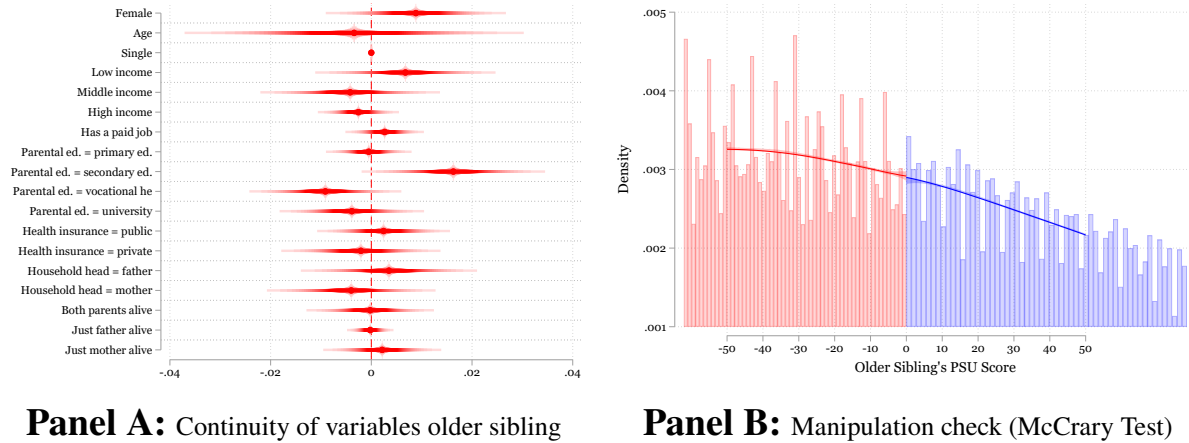 Female
Age
Single
Low income
Middle income
High income
Has a paid job
Parental ed. = primary ed.
Parental ed. = secondary ed.
Parental ed. = vocational he
Parental ed. = university
Health insurance = public
Health insurance = private
Household head = father
Household head = mother
Both parents alive
Just father alive
Just mother alive
-.04 -.02 0 .02 .04
Panel A: Continuity of variables older sibling
.005
.004
.003
.002
.001
Density
-50 -40 -30 -20 -10 0 10 20 30 40 50
Older Sibling's PSU Score
Panel B: Manipulation check (McCrary Test)